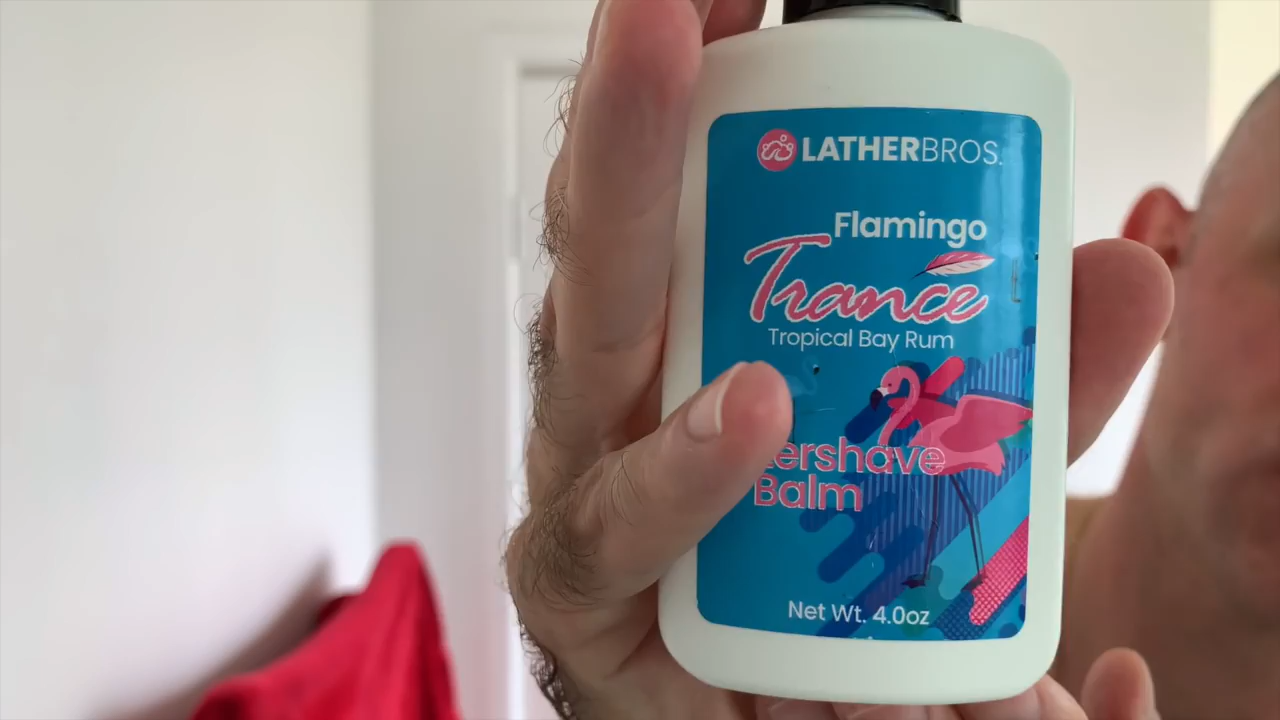 LATHERBROS.
Flamingo
Trance
Tropical Bay Rum
ershave
Balm
Net Wt. 4.0oz